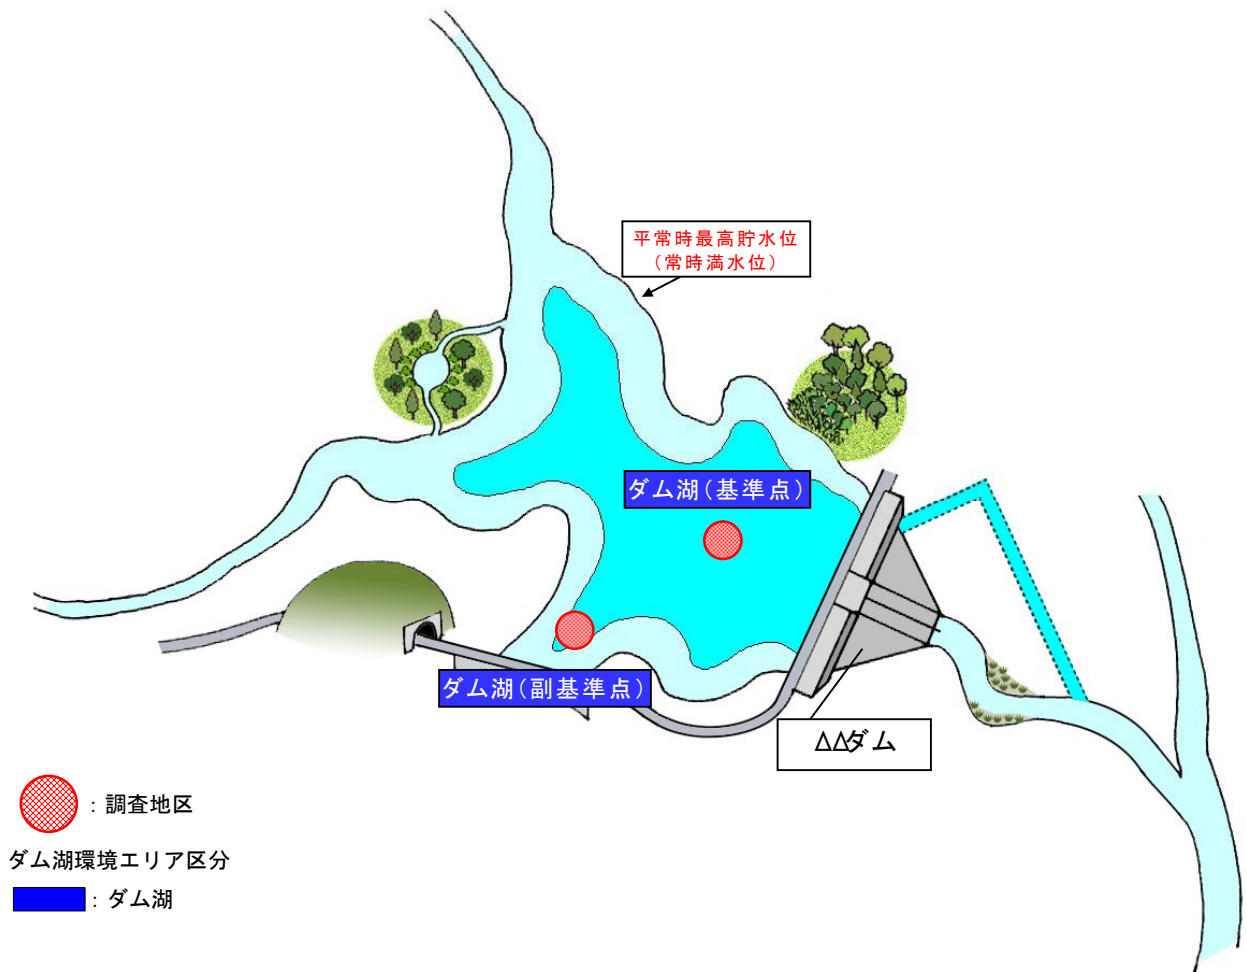 平常時最高貯水位
（常時満水位）
ダム湖（基準点）
ダム湖（副基準点）
△△ダム
：調査地区
ダム湖環境エリア区分
：ダム湖